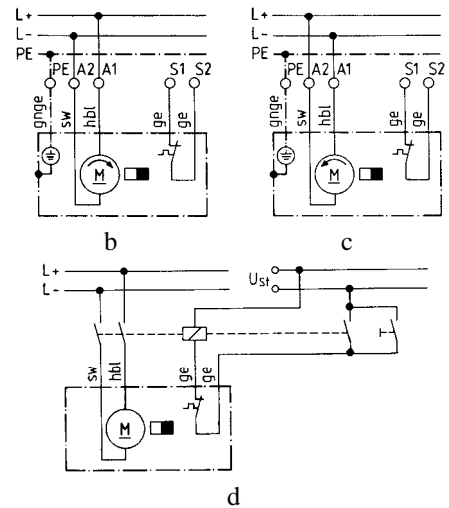 L+ L+
L- L-
PE PE
PE A2 A1 S1 S2 PE A2 A1 S1 S2
gnge sw hbl ge ge gnge sw hbl ge ge
M M
b c
L+ Ust
L-
sw hbl ge ge
M
d